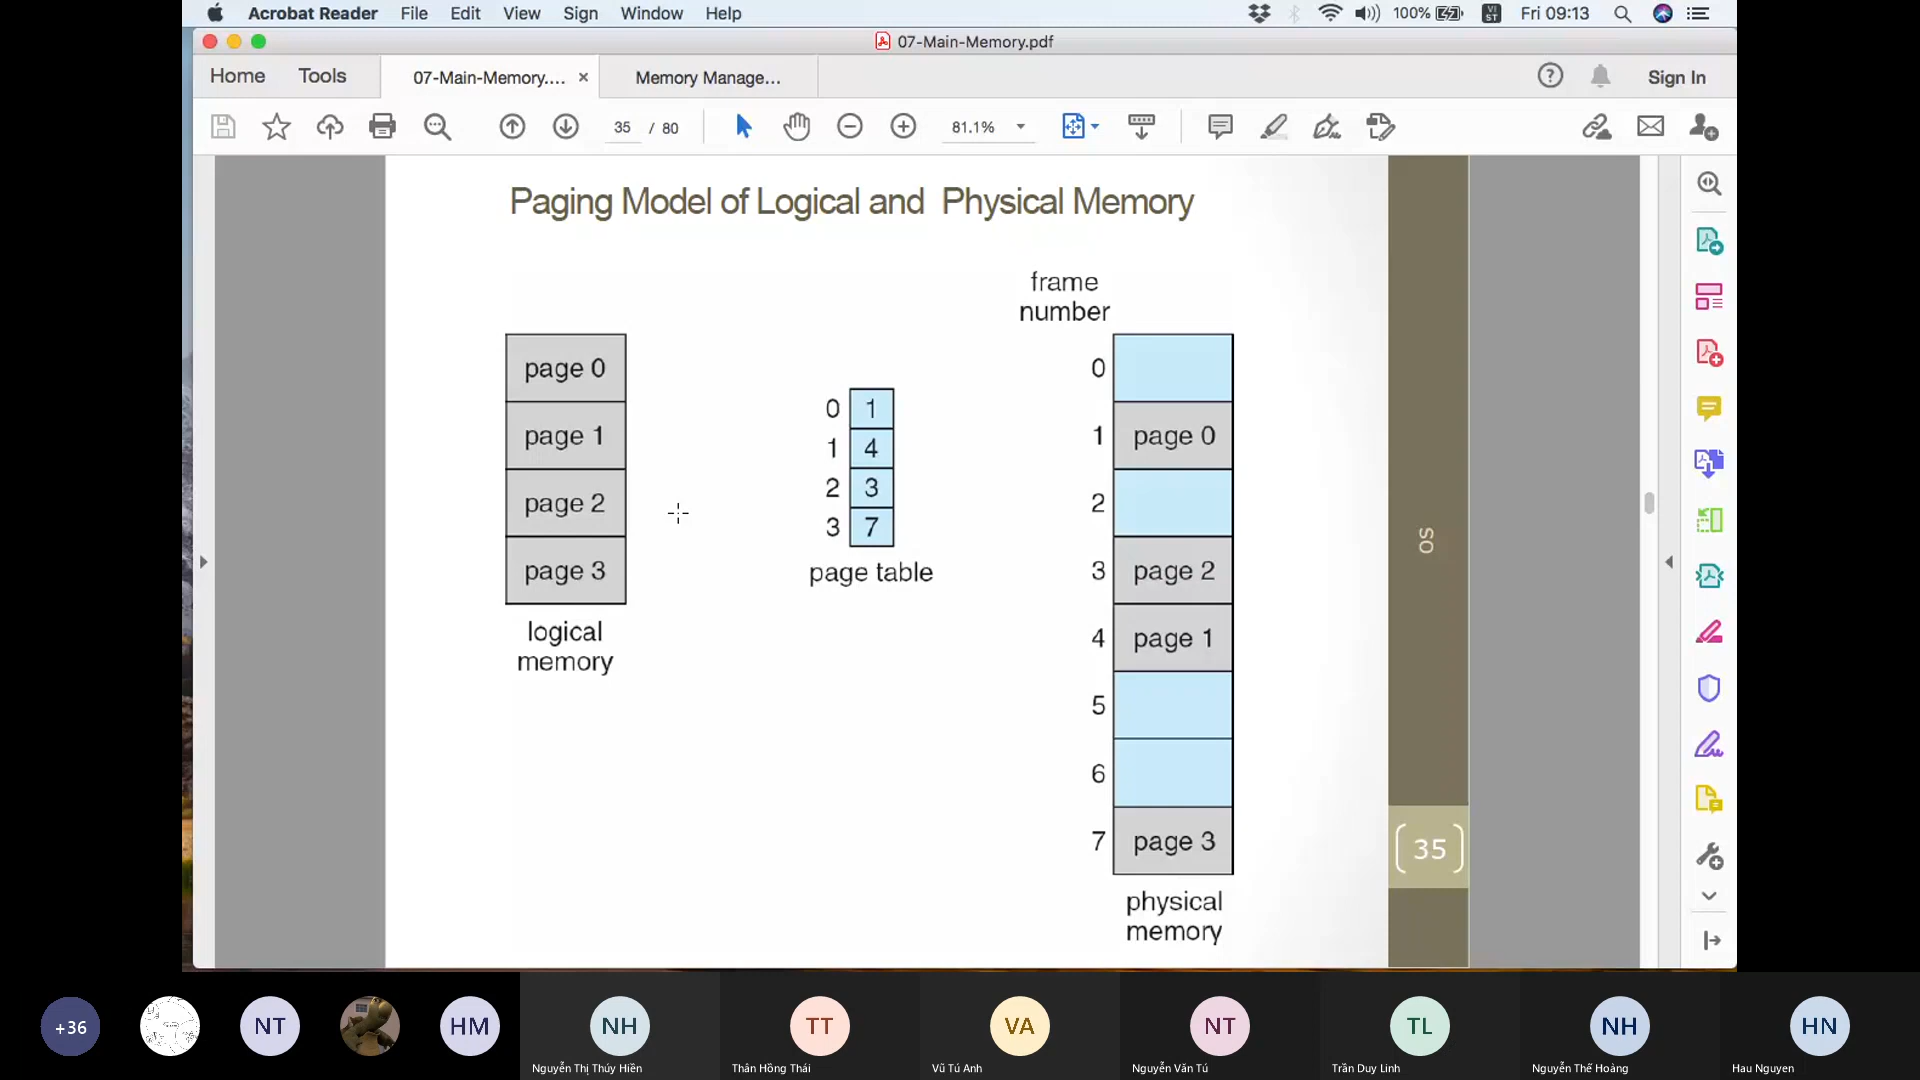 Acrobat Reader File Edit View Sign Window Help 100% VI ST Fri 09:13
07-Main-Memory.pdf
Home Tools 07-Main-Memory.... × Memory Manage... ? Sign In
35 / 80 81.1%
Paging Model of Logical and Physical Memory
frame
number
page 0
page 1
page 2
page 3
logical
memory
0 1
1 4
2 3
3 7
page table
0
1 page 0
2
3 page 2
4 page 1
5
6
7 page 3
physical
memory
OS
35
+36 NT HM NH TT VA NT TL NH HN
Nguyễn Thị Thúy Hiền Thân Hồng Thái Vũ Tú Anh Nguyễn Văn Tú Trần Duy Linh Nguyễn Thế Hoàng Hau Nguyen